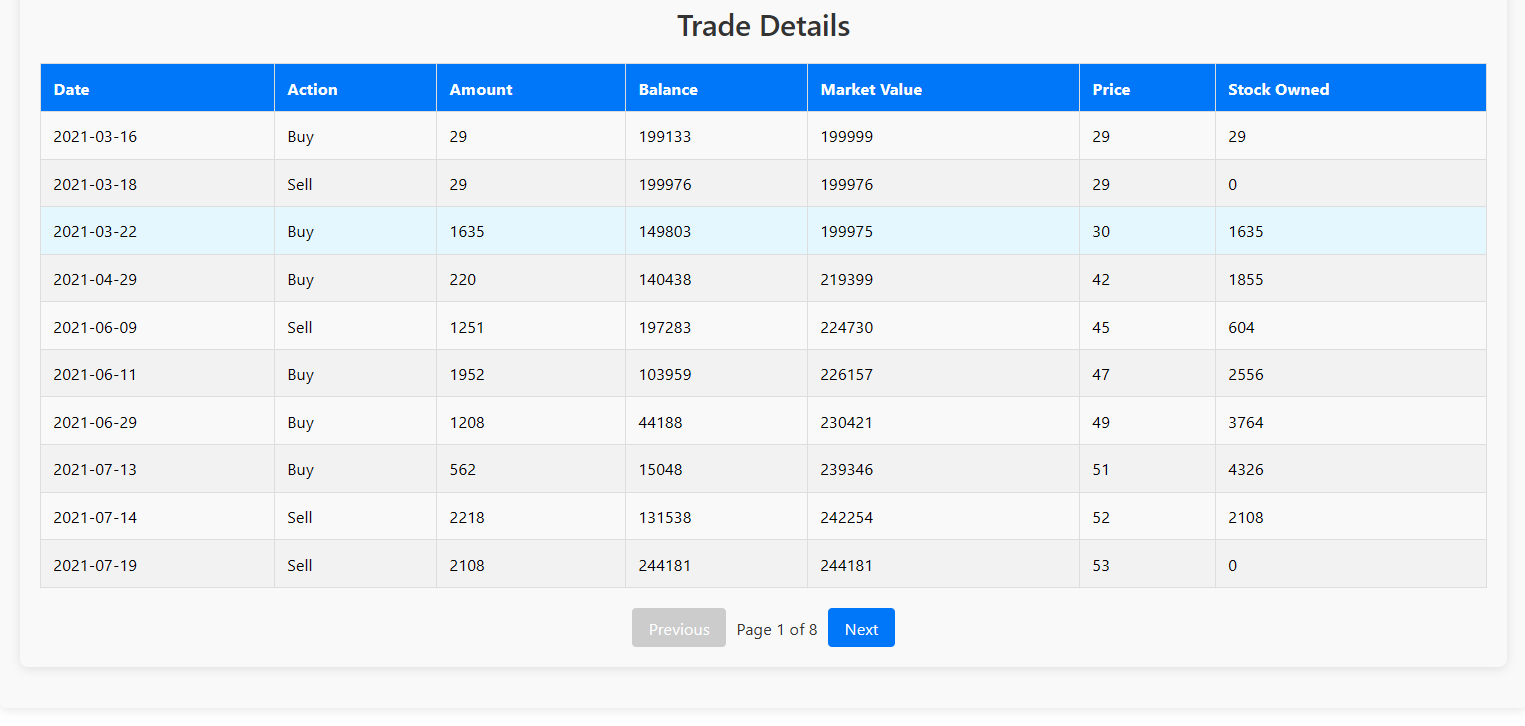 Trade Details
Date Action Amount Balance Market Value Price Stock Owned
2021-03-16 Buy 29 199133 199999 29 29
2021-03-18 Sell 29 199976 199976 29 0
2021-03-22 Buy 1635 149803 199975 30 1635
2021-04-29 Buy 220 140438 219399 42 1855
2021-06-09 Sell 1251 197283 224730 45 604
2021-06-11 Buy 1952 103959 226157 47 2556
2021-06-29 Buy 1208 44188 230421 49 3764
2021-07-13 Buy 562 15048 239346 51 4326
2021-07-14 Sell 2218 131538 242254 52 2108
2021-07-19 Sell 2108 244181 244181 53 0
Previous Page 1 of 8 Next